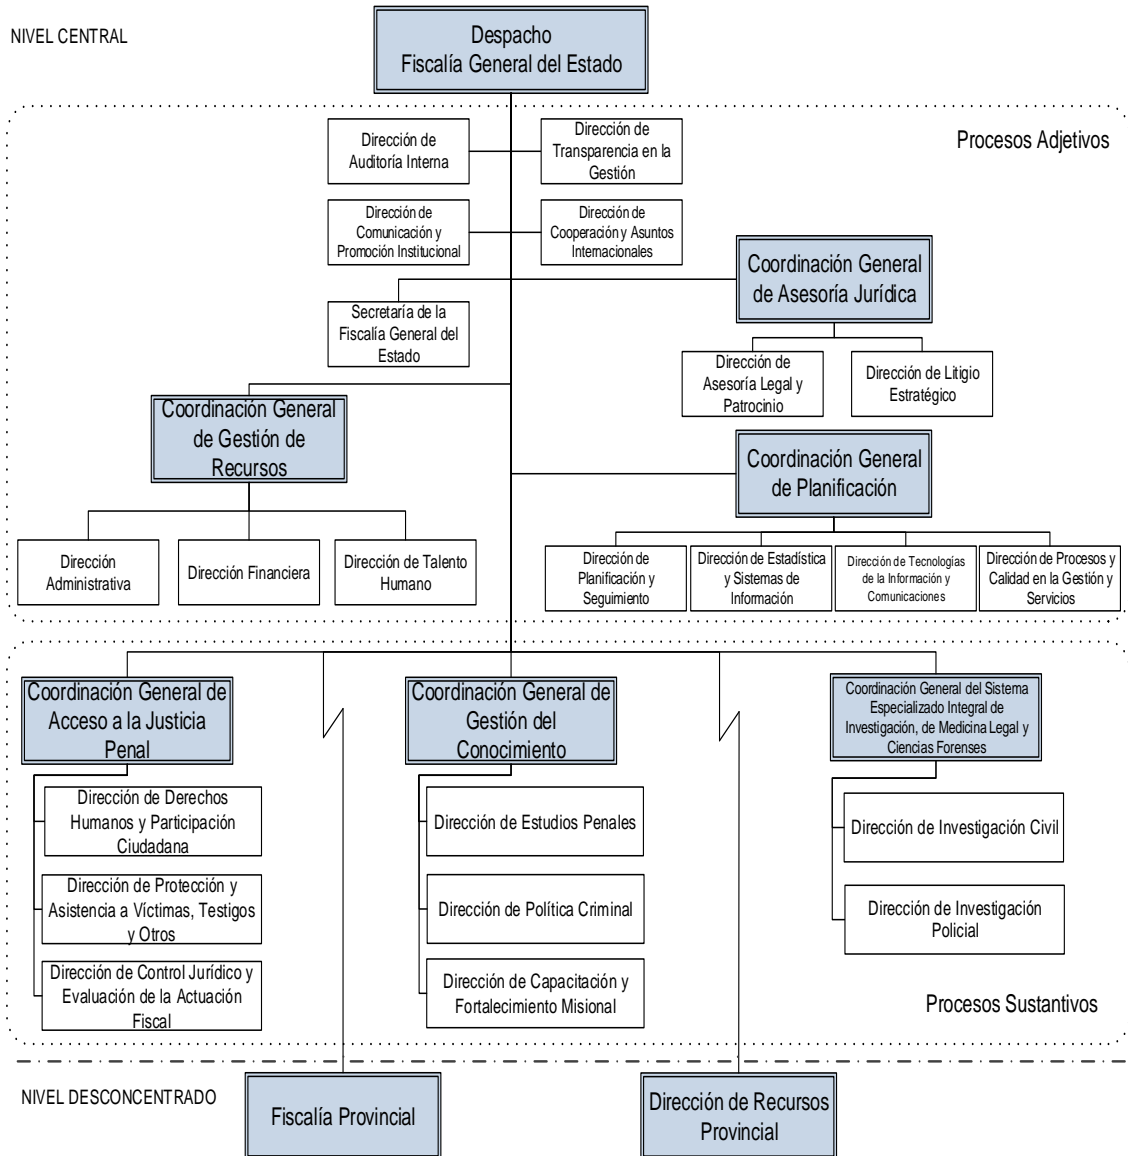 NIVEL CENTRAL
Despacho
Fiscalía General del Estado
Procesos Adjetivos
Dirección de
Auditoría Interna
Dirección de
Transparencia en la
Gestión
Dirección de
Comunicación y
Promoción Institucional
Dirección de
Cooperación y Asuntos
Internacionales
Coordinación General
de Asesoría Jurídica
Secretaría de la
Fiscalía General del
Estado
Dirección de
Asesoría Legal y
Patrocinio
Dirección de Litigio
Estratégico
Coordinación General
de Gestión de
Recursos
Coordinación General
de Planificación
Dirección
Administrativa
Dirección Financiera
Dirección de Talento
Humano
Dirección de
Planificación y
Seguimiento
Dirección de Estadística
y Sistemas de
Información
Dirección de Tecnologías
de la Información y
Comunicaciones
Dirección de Procesos y
Calidad en la Gestión y
Servicios
Coordinación General de
Acceso a la Justicia
Penal
Coordinación General de
Gestión del
Conocimiento
Coordinación General del Sistema
Especializado Integral de
Investigación, de Medicina Legal y
Ciencias Forenses
Dirección de Derechos
Humanos y Participación
Ciudadana
Dirección de Estudios Penales
Dirección de Investigación Civil
Dirección de Protección y
Asistencia a Víctimas, Testigos
y Otros
Dirección de Política Criminal
Dirección de Investigación
Policial
Dirección de Control Jurídico y
Evaluación de la Actuación
Fiscal
Dirección de Capacitación y
Fortalecimiento Misional
Procesos Sustantivos
NIVEL DESCONCENTRADO
Fiscalía Provincial
Dirección de Recursos
Provincial